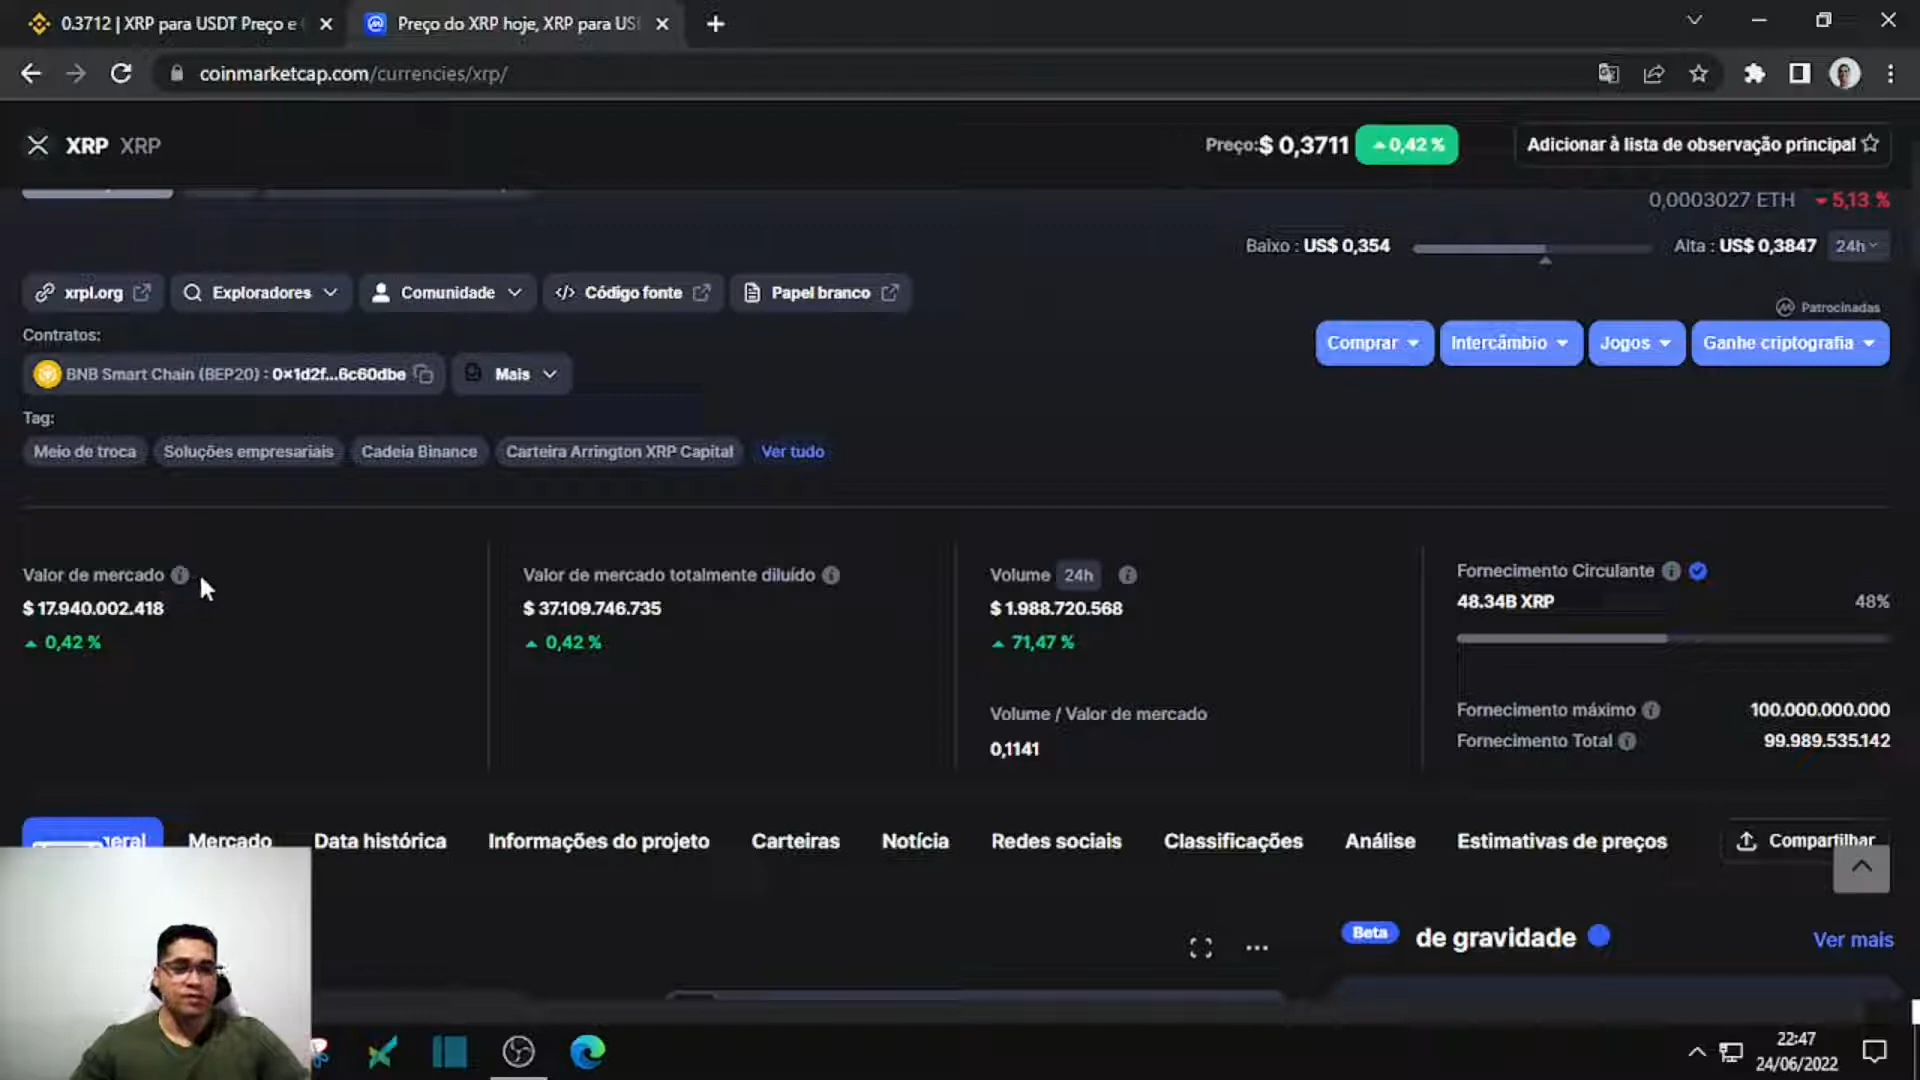 0.3712 | XRP para USDT Preço e
Preço do XRP hoje, XRP para US
coinmarketcap.com/currencies/xrp/
XRP XRP
Preço:$ 0,3711
0,42 %
Adicionar à lista de observação principal
0,0003027 ETH
5,13 %
Baixo : US$ 0,354
Alta : US$ 0,3847
24h
xrpl.org
Exploradores
Comunidade
Código fonte
Papel branco
Patrocinadas
Contratos:
Comprar
Intercâmbio
Jogos
Ganhe criptografia
BNB Smart Chain (BEP20) : 0x1d2f...6c60dbe
Mais
Tag:
Meio de troca
Soluções empresariais
Cadeia Binance
Carteira Arrington XRP Capital
Ver tudo
Valor de mercado
$ 17.940.002.418
0,42 %
Valor de mercado totalmente diluído
$ 37.109.746.735
0,42 %
Volume 24h
$ 1.988.720.568
71,47 %
Volume / Valor de mercado
0,1141
Fornecimento Circulante
48.34B XRP
48%
Fornecimento máximo
100.000.000.000
Fornecimento Total
99.989.535.142
eral
Mercado
Data histórica
Informações do projeto
Carteiras
Notícia
Redes sociais
Classificações
Análise
Estimativas de preços
Compartilhar
Beta
de gravidade
Ver mais
22:47
24/06/2022